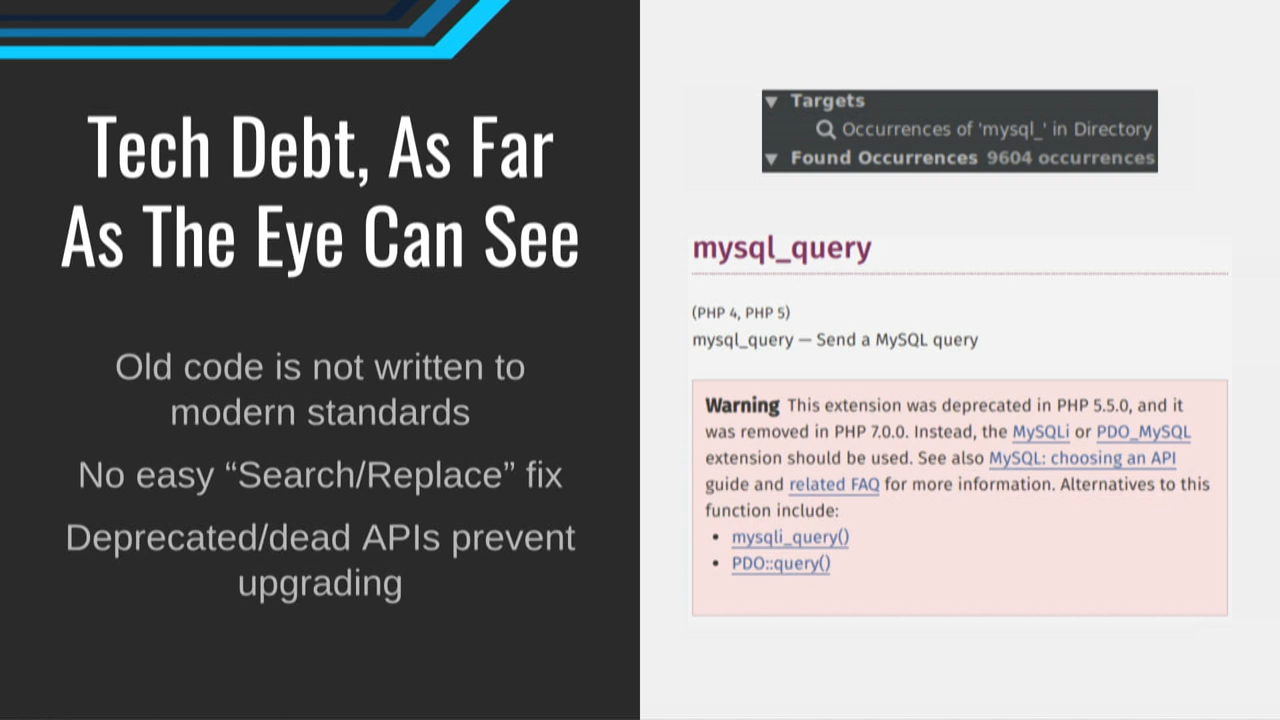 Tech Debt, As Far
As The Eye Can See
Old code is not written to
modern standards
No easy “Search/Replace” fix
Deprecated/dead APIs prevent
upgrading
Targets
Occurrences of 'mysql_' in Directory
Found Occurrences 9604 occurrences
mysql_query
(PHP 4, PHP 5)
mysql_query — Send a MySQL query
Warning This extension was deprecated in PHP 5.5.0, and it
was removed in PHP 7.0.0. Instead, the MySQLi or PDO_MySQL
extension should be used. See also MySQL: choosing an API
guide and related FAQ for more information. Alternatives to this
function include:
• mysqli_query()
• PDO::query()